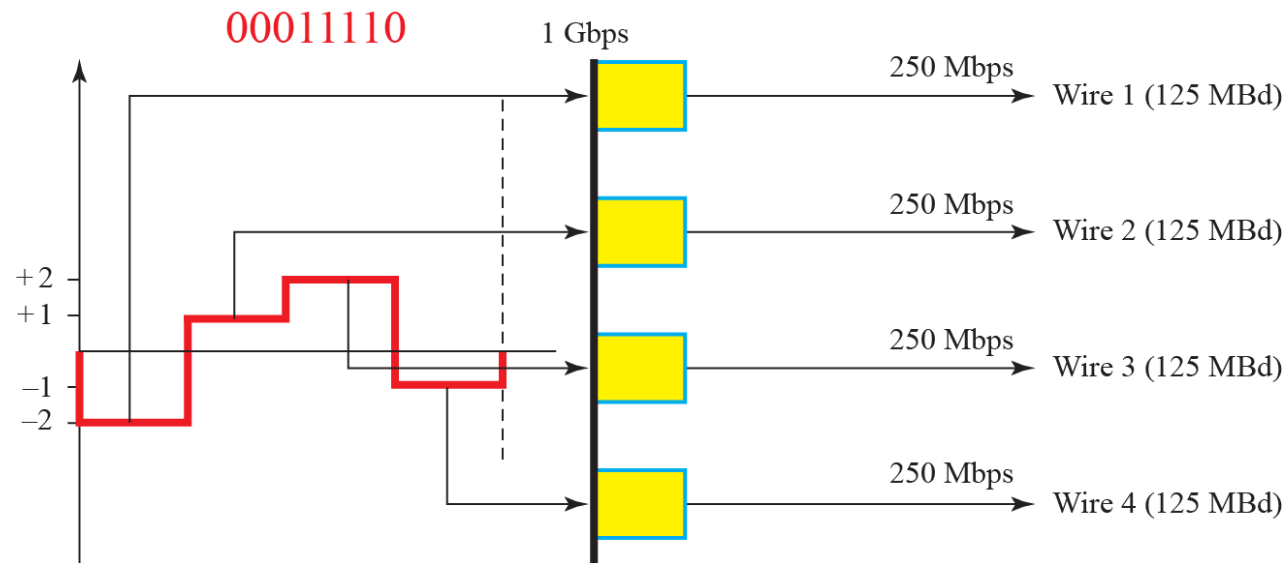 00011110
1 Gbps
250 Mbps
Wire 1 (125 MBd)
250 Mbps
Wire 2 (125 MBd)
+2
+1
250 Mbps
Wire 3 (125 MBd)
–1
–2
250 Mbps
Wire 4 (125 MBd)